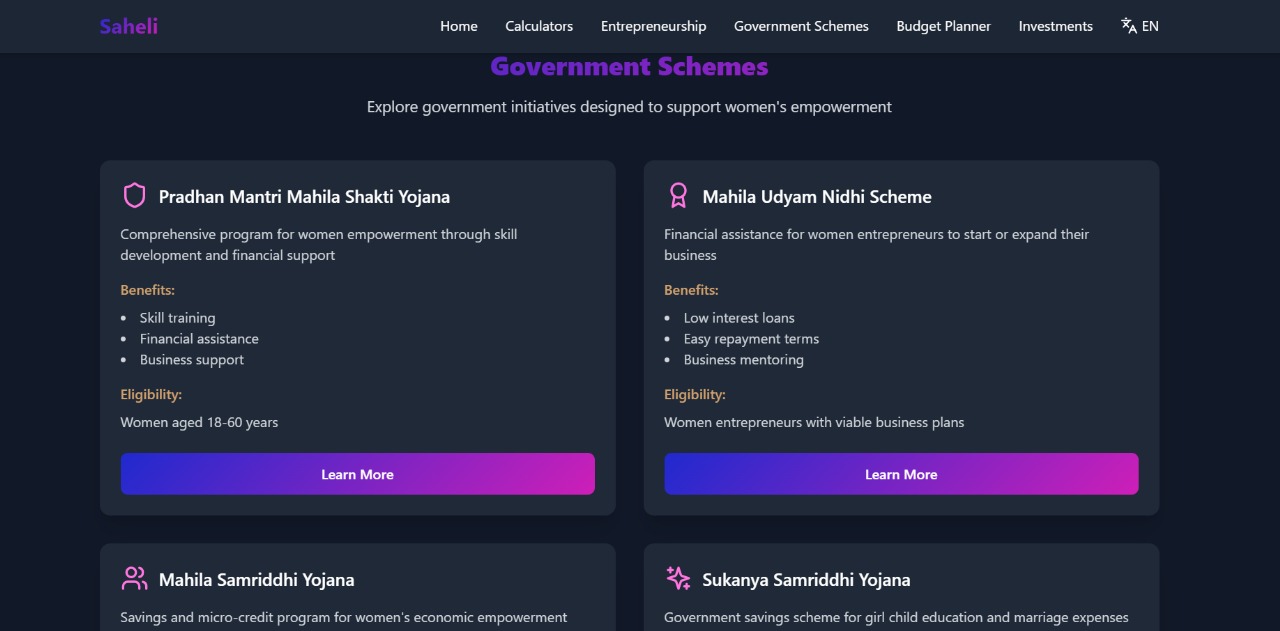 Saheli
Home
Calculators
Entrepreneurship
Government Schemes
Budget Planner
Investments
EN
Government Schemes
Explore government initiatives designed to support women's empowerment
Pradhan Mantri Mahila Shakti Yojana
Comprehensive program for women empowerment through skill
development and financial support
Benefits:
Skill training
Financial assistance
Business support
Eligibility:
Women aged 18-60 years
Learn More
Mahila Udyam Nidhi Scheme
Financial assistance for women entrepreneurs to start or expand their
business
Benefits:
Low interest loans
Easy repayment terms
Business mentoring
Eligibility:
Women entrepreneurs with viable business plans
Learn More
Mahila Samriddhi Yojana
Savings and micro-credit program for women's economic empowerment
Sukanya Samriddhi Yojana
Government savings scheme for girl child education and marriage expenses